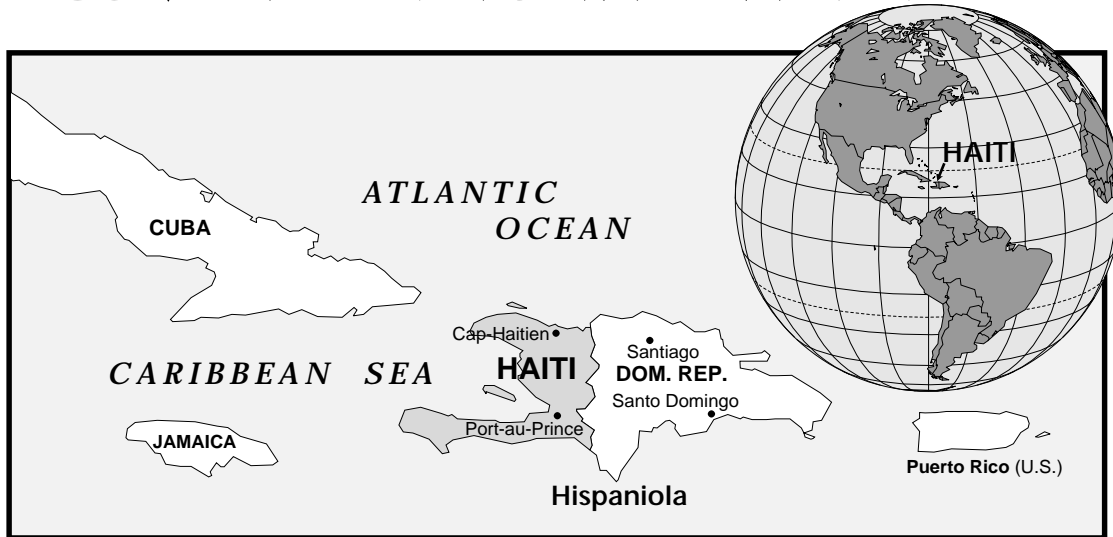 HAITI
ATLANTIC
OCEAN
CUBA
Cap-Haitien
Santiago
HAITI
DOM. REP.
CARIBBEAN SEA
Santo Domingo
Port-au-Prince
JAMAICA
Puerto Rico (U.S.)
Hispaniola